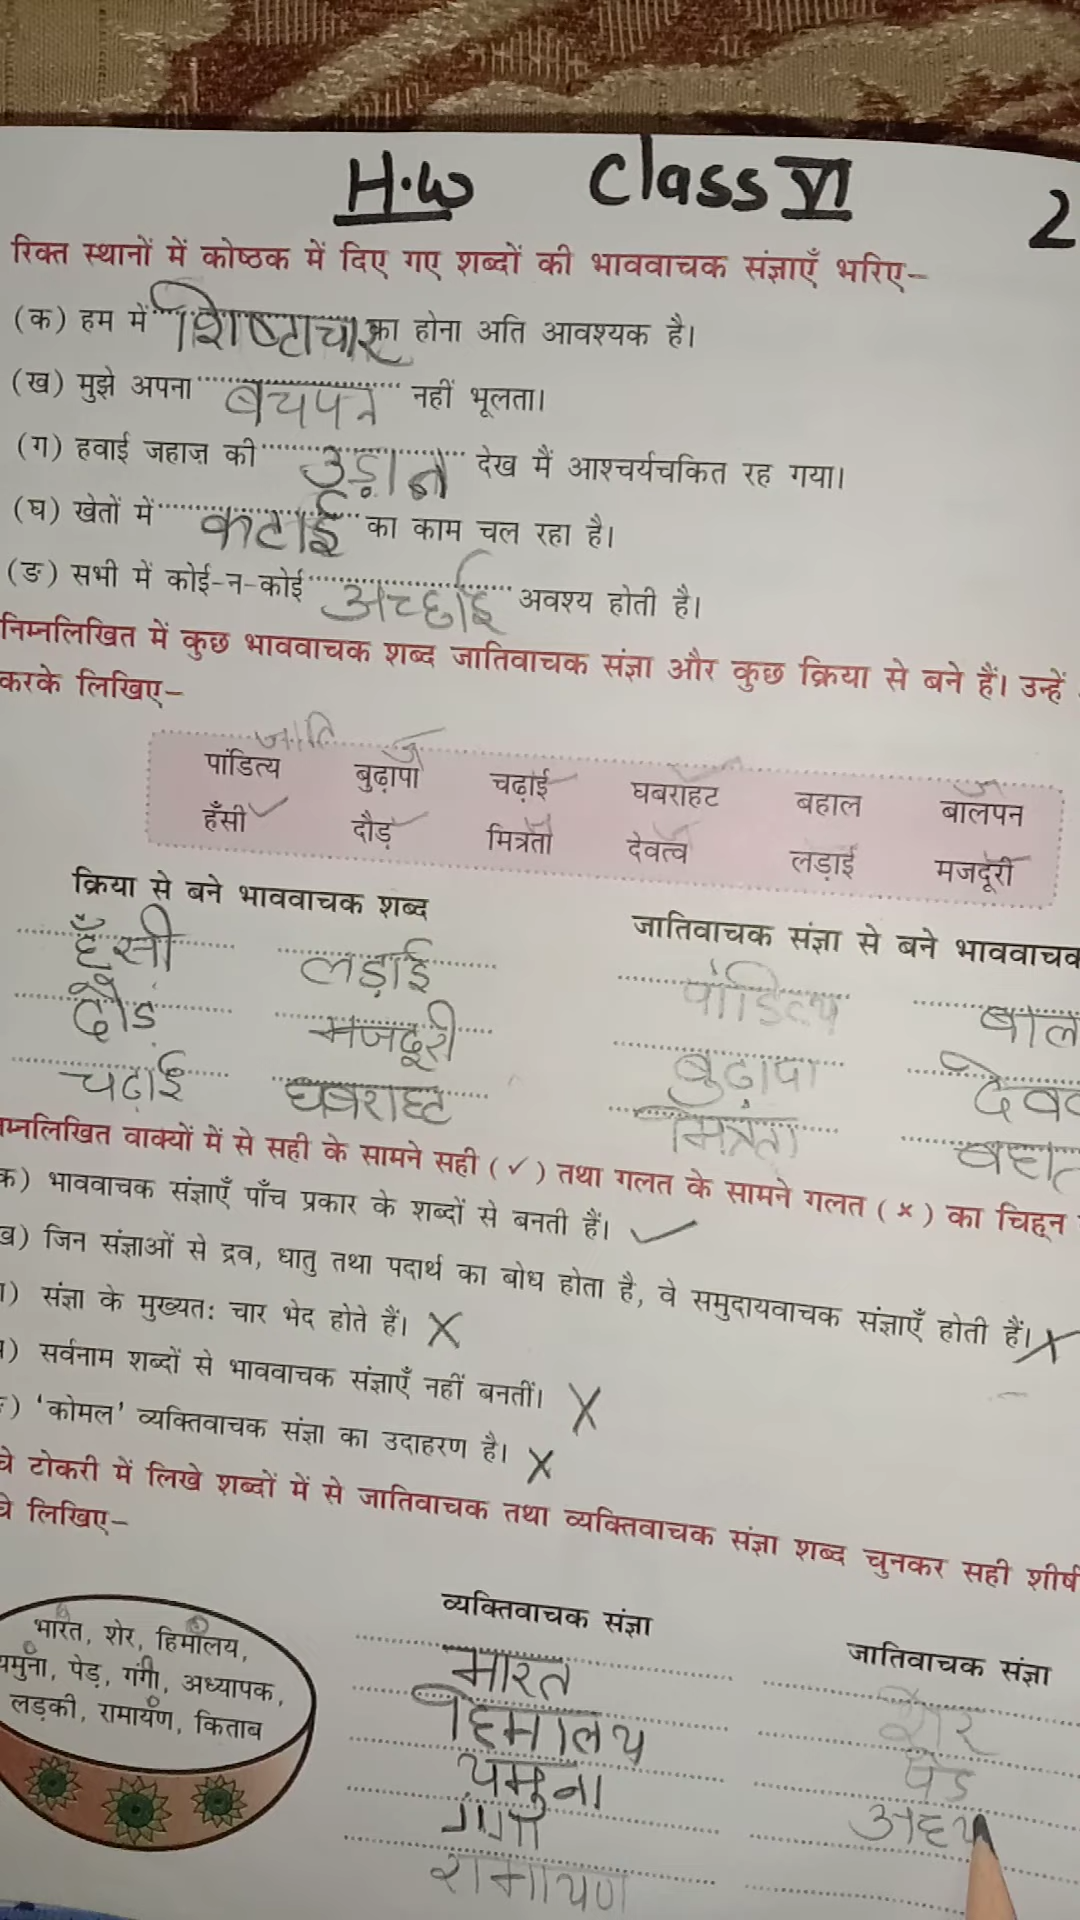 H.W Class VI 2
रिक्त स्थानों में कोष्ठक में दिए गए शब्दों की भाववाचक संज्ञाएँ भरिए–
(क) हम में शिष्टाचार का होना अति आवश्यक है।
(ख) मुझे अपना बचपन नहीं भूलता।
(ग) हवाई जहाज़ की उड़ान देख मैं आश्चर्यचकित रह गया।
(घ) खेतों में कटाई का काम चल रहा है।
(ङ) सभी में कोई-न-कोई अच्छाई अवश्य होती है।
निम्नलिखित में कुछ भाववाचक शब्द जातिवाचक संज्ञा और कुछ क्रिया से बने हैं। उन्हें
करके लिखिए–
जाति
पांडित्य बुढ़ापा चढ़ाई घबराहट बहाल बालपन
हँसी दौड़ मित्रता देवत्व लड़ाई मजदूरी
क्रिया से बने भाववाचक शब्द जातिवाचक संज्ञा से बने भाववाचक
हँसी लड़ाई पांडित्य बाल
दौड़ मजदूरी बुढ़ापा देवत्
चढ़ाई घबराहट मित्रता बहाल
म्नलिखित वाक्यों में से सही के सामने सही (✓) तथा गलत के सामने गलत (×) का चिह्न
क) भाववाचक संज्ञाएँ पाँच प्रकार के शब्दों से बनती हैं। ✓
ख) जिन संज्ञाओं से द्रव, धातु तथा पदार्थ का बोध होता है, वे समुदायवाचक संज्ञाएँ होती हैं। X
) संज्ञा के मुख्यतः चार भेद होते हैं। X
) सर्वनाम शब्दों से भाववाचक संज्ञाएँ नहीं बनतीं। X
) 'कोमल' व्यक्तिवाचक संज्ञा का उदाहरण है। X
चे टोकरी में लिखे शब्दों में से जातिवाचक तथा व्यक्तिवाचक संज्ञा शब्द चुनकर सही शीर्ष
चे लिखिए–
भारत, शेर, हिमालय,
यमुना, पेड़, गंगा, अध्यापक,
लड़की, रामायण, किताब
व्यक्तिवाचक संज्ञा जातिवाचक संज्ञा
भारत शेर
हिमालय पेड
यमुना अध्य
गंगा
रामायण